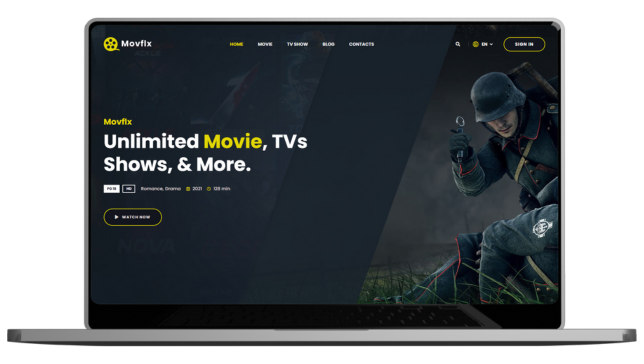 Movflx
HOME MOVIE TV SHOW BLOG CONTACTS
EN
SIGN IN
Movflx
Unlimited Movie, TVs
Shows, & More.
PG 18 HD Romance, Drama 2021 128 min
WATCH NOW